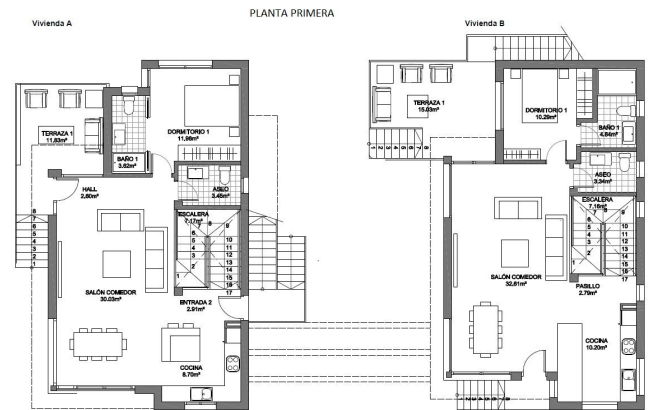 PLANTA PRIMERA
Vivienda A
Vivienda B
TERRAZA 1
11.83m²
DORMITORIO 1
11.98m²
BAÑO 1
3.62m²
HALL
2.80m²
ASEO
3.45m²
ESCALERA
7.17m²
SALÓN COMEDOR
30.03m²
ENTRADA 2
2.91m²
COCINA
8.70m²
TERRAZA 1
15.03m²
DORMITORIO 1
10.29m²
BAÑO 1
4.84m²
ASEO
3.34m²
ESCALERA
7.16m²
SALÓN COMEDOR
32.81m²
PASILLO
2.79m²
COCINA
10.20m²